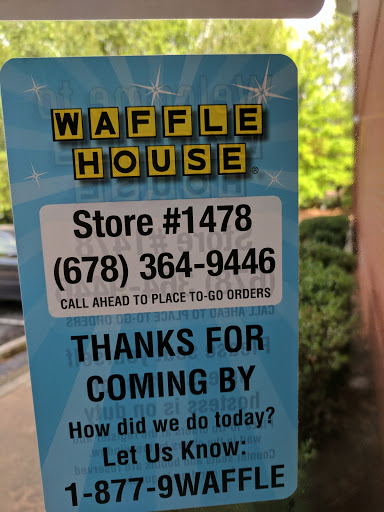 WAFFLE
HOUSE®
Store #1478
(678) 364-9446
CALL AHEAD TO PLACE TO-GO ORDERS
THANKS FOR
COMING BY
How did we do today?
Let Us Know:
1-877-9WAFFLE